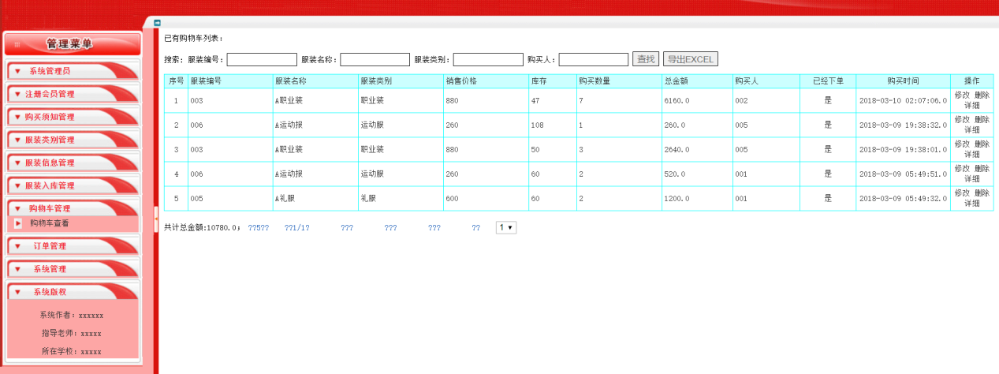 管理菜单
系统管理员
注册会员管理
购买须知管理
服装类别管理
服装信息管理
服装入库管理
购物车管理
购物车查看
订单管理
系统管理
系统版权
系统作者：xxxxxx
指导老师：xxxxx
所在学校：xxxxx
已有购物车列表：
搜索：服装编号： 服装名称： 服装类别： 购买人： 查找 导出EXCEL
序号 服装编号 服装名称 服装类别 销售价格 库存 购买数量 总金额 购买人 已经下单 购买时间 操作
1 003 A职业装 职业装 880 47 7 6160.0 002 是 2018-03-10 02:07:06.0 修改 删除
详细
2 006 A运动报 运动服 260 108 1 260.0 005 是 2018-03-09 19:38:32.0 修改 删除
详细
3 003 A职业装 职业装 880 50 3 2640.0 005 是 2018-03-09 19:38:01.0 修改 删除
详细
4 006 A运动报 运动服 260 60 2 520.0 001 是 2018-03-09 05:49:51.0 修改 删除
详细
5 005 A礼服 礼服 600 60 2 1200.0 001 是 2018-03-09 05:49:32.0 修改 删除
详细
共计总金额:10780.0； ??5?? ??1/1? ??? ??? ??? ?? 1